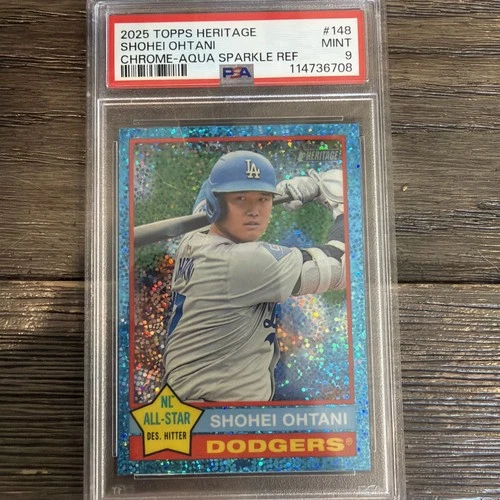 2025 TOPPS HERITAGE #148
SHOHEI OHTANI MINT
CHROME-AQUA SPARKLE REF 9
PSA 114736708
HERITAGE
LA
NL
ALL-STAR
DES. HITTER
SHOHEI OHTANI
DODGERS®